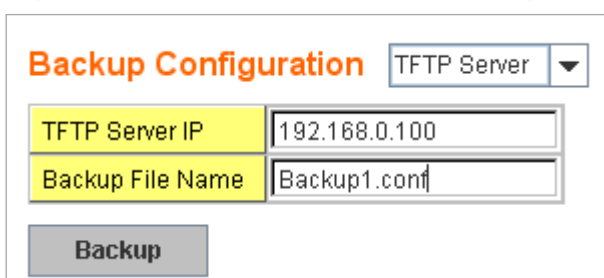 Backup Configuration TFTP Server
TFTP Server IP 192.168.0.100
Backup File Name Backup1.conf
Backup